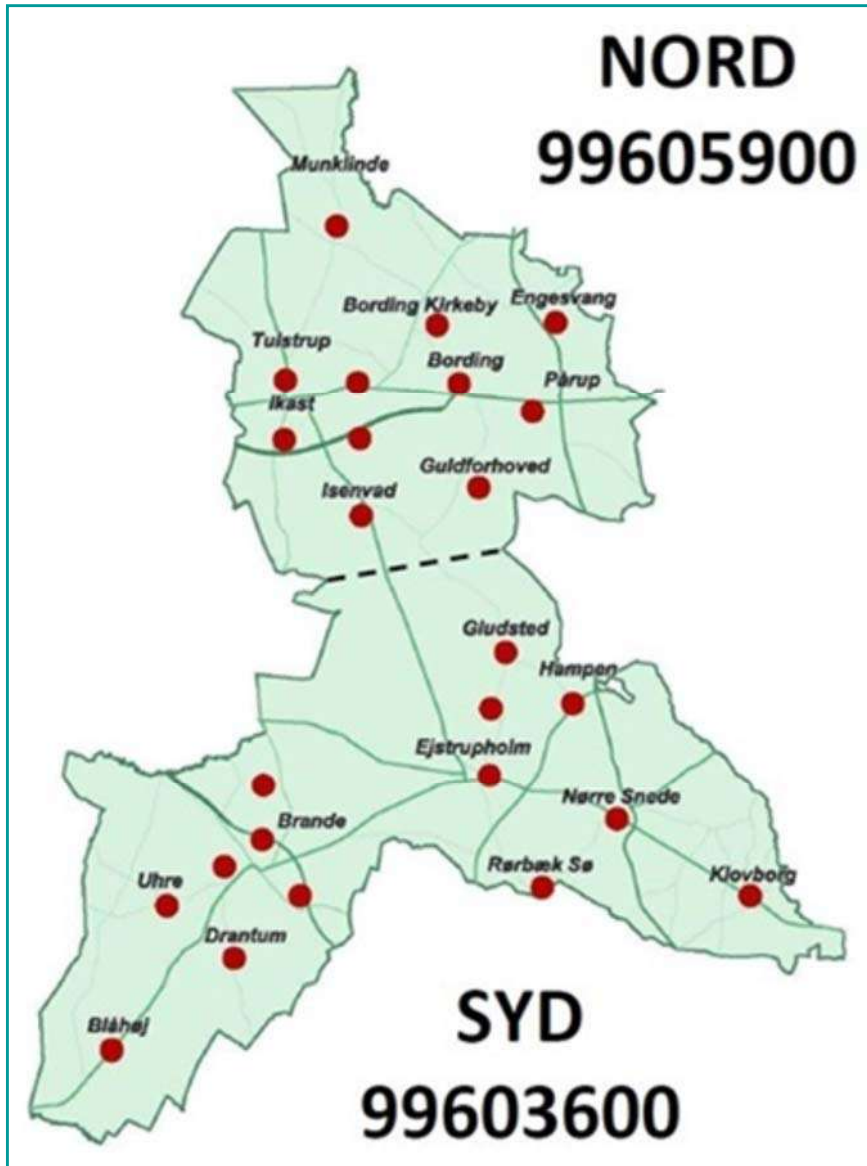 NORD
99605900
Munklinde
Bording Kirkeby
Engesvang
Tulstrup
Bording
Pårup
Ikast
Guldforhoved
Isenvad
Gludsted
Hampen
Ejstrupholm
Nørre Snede
Brande
Rørbæk Sø
Klovborg
Uhre
Drantum
Blåhøj
SYD
99603600